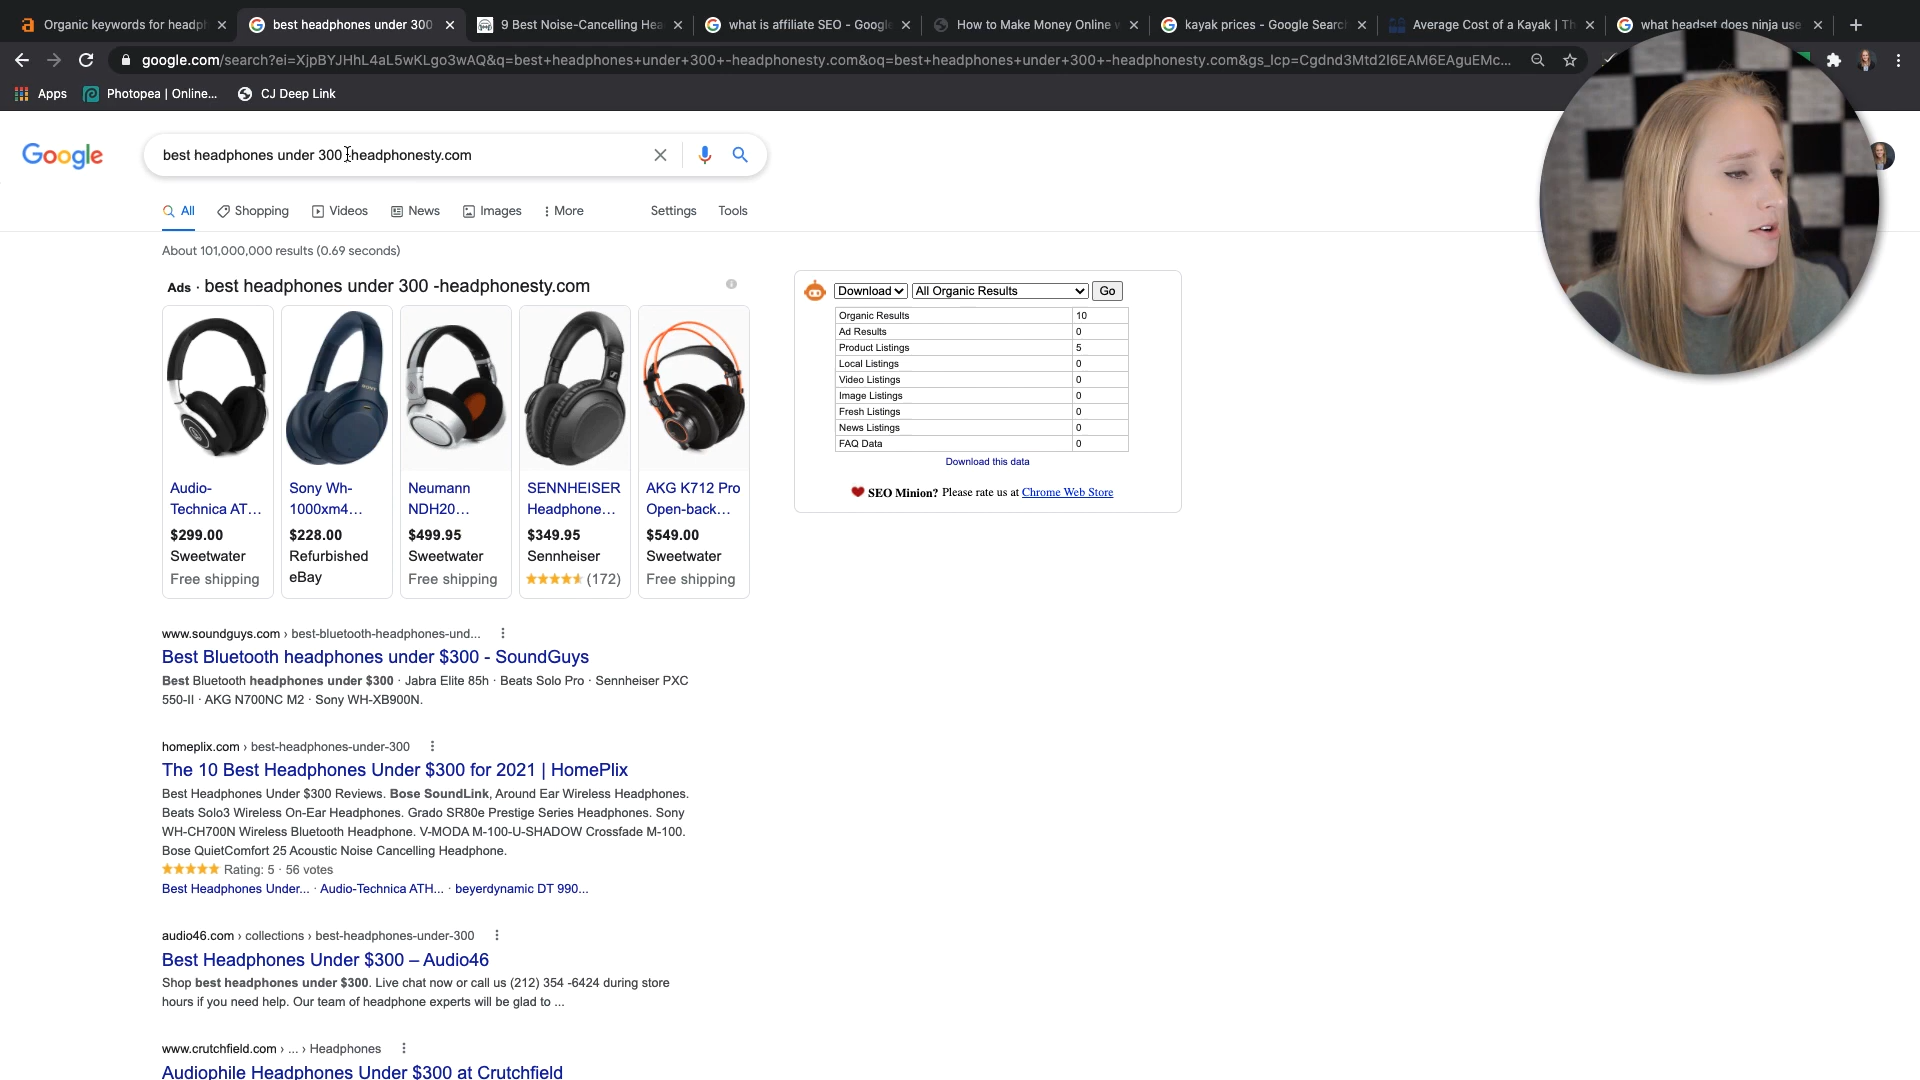 Organic keywords for headph
best headphones under 300
9 Best Noise-Cancelling Hea
what is affiliate SEO - Google
How to Make Money Online w
kayak prices - Google Search
Average Cost of a Kayak | Th
what headset does ninja use
google.com/search?ei=XjpBYJHhL4aL5wKLgo3wAQ&q=best+headphones+under+300+-headphonesty.com&oq=best+headphones+under+300+-headphonesty.com&gs_lcp=Cgdnd3Mtd2l6EAM6EAguEMc...
Apps
Photopea | Online...
CJ Deep Link
Google
best headphones under 300 -headphonesty.com
All
Shopping
Videos
News
Images
More
Settings
Tools
About 101,000,000 results (0.69 seconds)
Ads · best headphones under 300 -headphonesty.com
Audio-
Technica AT...
$299.00
Sweetwater
Free shipping
SONY
Sony Wh-
1000xm4...
$228.00
Refurbished
eBay
Neumann
NDH20...
$499.95
Sweetwater
Free shipping
SENNHEISER
Headphone...
$349.95
Sennheiser
(172)
AKG K712 Pro
Open-back...
$549.00
Sweetwater
Free shipping
Download
All Organic Results
Go
Organic Results 10
Ad Results 0
Product Listings 5
Local Listings 0
Video Listings 0
Image Listings 0
Fresh Listings 0
News Listings 0
FAQ Data 0
Download this data
SEO Minion? Please rate us at Chrome Web Store
www.soundguys.com › best-bluetooth-headphones-und...
Best Bluetooth headphones under $300 - SoundGuys
Best Bluetooth headphones under $300 · Jabra Elite 85h · Beats Solo Pro · Sennheiser PXC
550-II · AKG N700NC M2 · Sony WH-XB900N.
homeplix.com › best-headphones-under-300
The 10 Best Headphones Under $300 for 2021 | HomePlix
Best Headphones Under $300 Reviews. Bose SoundLink, Around Ear Wireless Headphones.
Beats Solo3 Wireless On-Ear Headphones. Grado SR80e Prestige Series Headphones. Sony
WH-CH700N Wireless Bluetooth Headphone. V-MODA M-100-U-SHADOW Crossfade M-100.
Bose QuietComfort 25 Acoustic Noise Cancelling Headphone.
Rating: 5 · 56 votes
Best Headphones Under... · Audio-Technica ATH... · beyerdynamic DT 990...
audio46.com › collections › best-headphones-under-300
Best Headphones Under $300 – Audio46
Shop best headphones under $300. Live chat now or call us (212) 354 -6424 during store
hours if you need help. Our team of headphone experts will be glad to ...
www.crutchfield.com › ... › Headphones
Audiophile Headphones Under $300 at Crutchfield